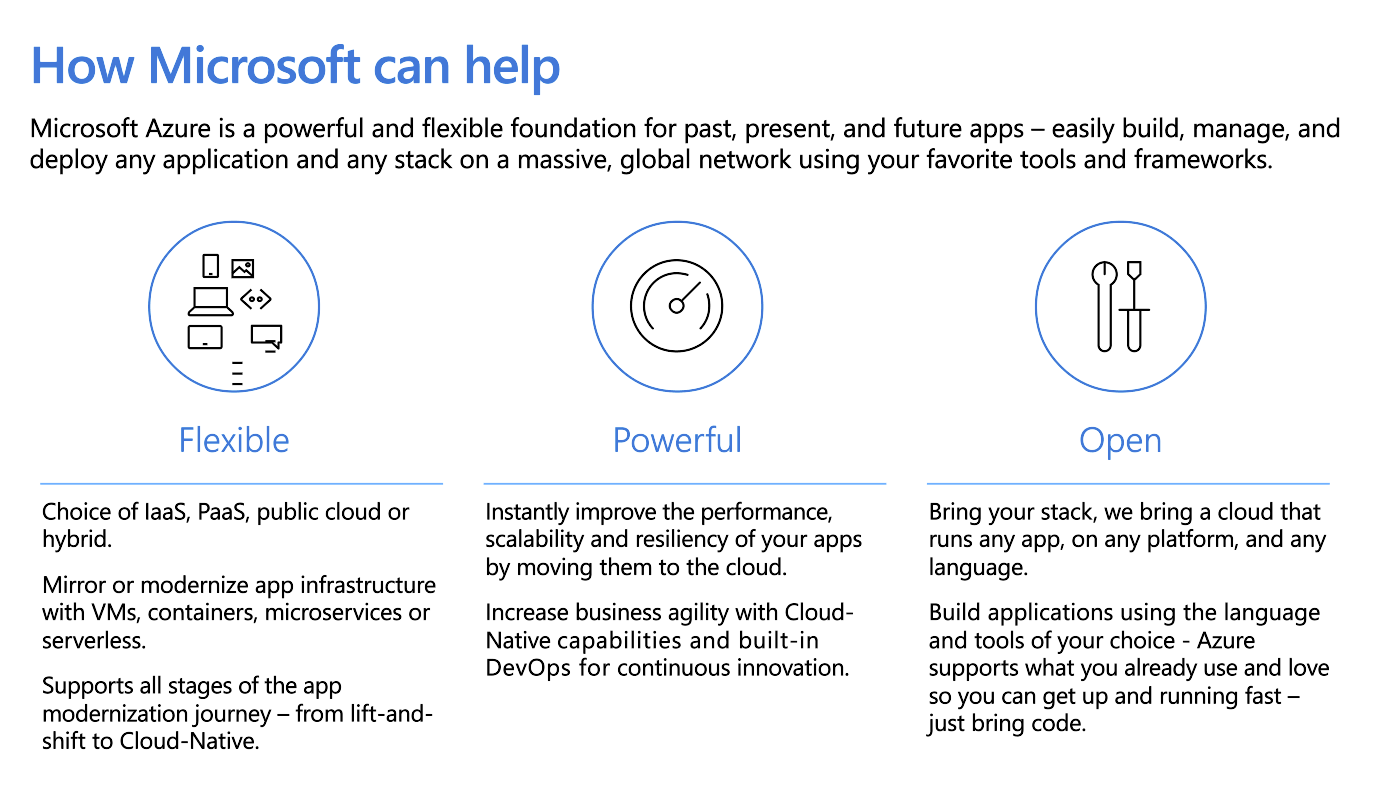 How Microsoft can help
Microsoft Azure is a powerful and flexible foundation for past, present, and future apps – easily build, manage, and
deploy any application and any stack on a massive, global network using your favorite tools and frameworks.
Flexible
Choice of IaaS, PaaS, public cloud or
hybrid.
Mirror or modernize app infrastructure
with VMs, containers, microservices or
serverless.
Supports all stages of the app
modernization journey – from lift-and-
shift to Cloud-Native.
Powerful
Instantly improve the performance,
scalability and resiliency of your apps
by moving them to the cloud.
Increase business agility with Cloud-
Native capabilities and built-in
DevOps for continuous innovation.
Open
Bring your stack, we bring a cloud that
runs any app, on any platform, and any
language.
Build applications using the language
and tools of your choice - Azure
supports what you already use and love
so you can get up and running fast –
just bring code.